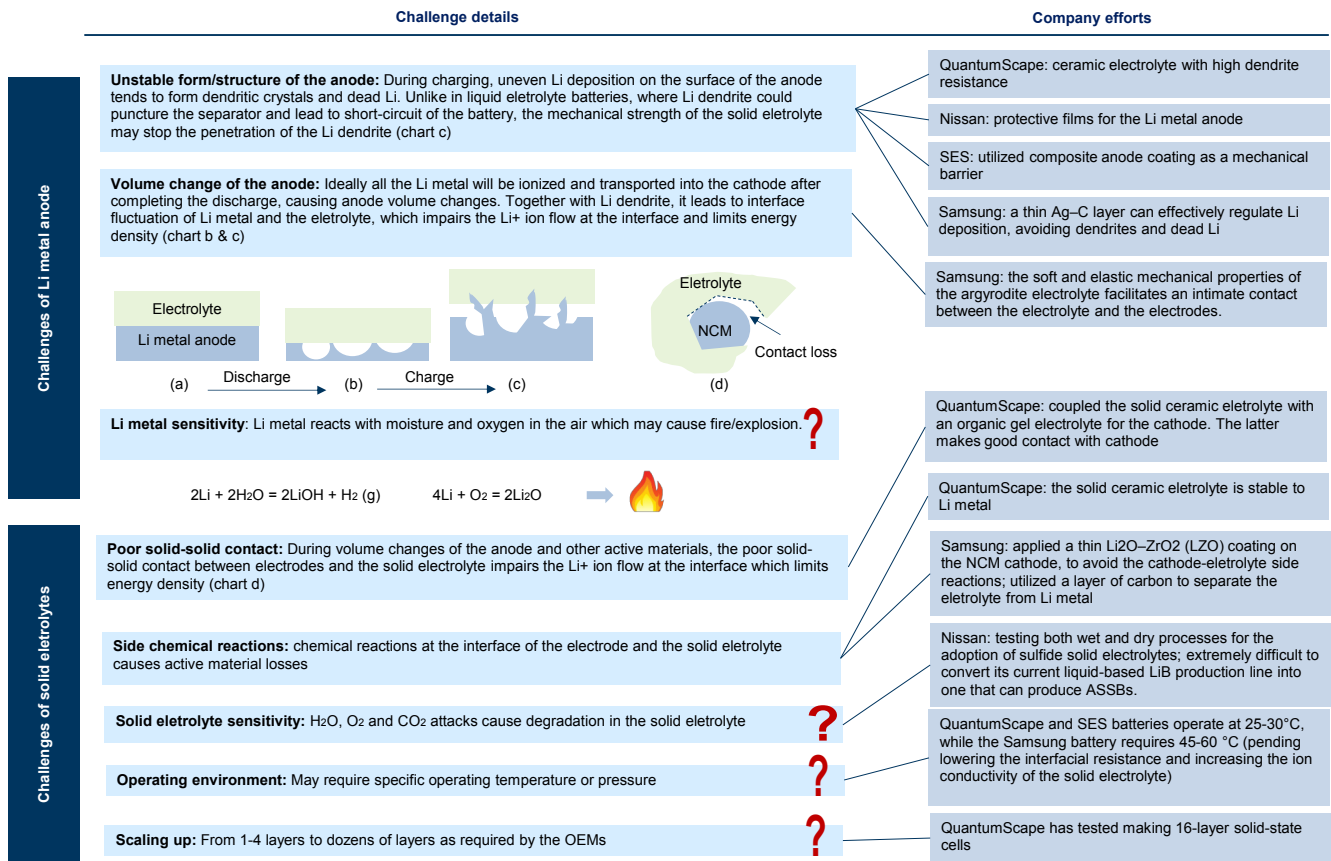 Challenge details
Company efforts
Challenges of Li metal anode
Unstable form/structure of the anode: During charging, uneven Li deposition on the surface of the anode
tends to form dendritic crystals and dead Li. Unlike in liquid eletrolyte batteries, where Li dendrite could
puncture the separator and lead to short-circuit of the battery, the mechanical strength of the solid eletrolyte
may stop the penetration of the Li dendrite (chart c)
Volume change of the anode: Ideally all the Li metal will be ionized and transported into the cathode after
completing the discharge, causing anode volume changes. Together with Li dendrite, it leads to interface
fluctuation of Li metal and the eletrolyte, which impairs the Li+ ion flow at the interface and limits energy
density (chart b & c)
Electrolyte
Li metal anode
(a)
Discharge
(b)
Charge
(c)
Eletrolyte
NCM
Contact loss
(d)
Li metal sensitivity: Li metal reacts with moisture and oxygen in the air which may cause fire/explosion.
?
2Li + 2H2O = 2LiOH + H2 (g)
4Li + O2 = 2Li2O
Challenges of solid eletrolytes
Poor solid-solid contact: During volume changes of the anode and other active materials, the poor solid-
solid contact between electrodes and the solid electrolyte impairs the Li+ ion flow at the interface which limits
energy density (chart d)
Side chemical reactions: chemical reactions at the interface of the electrode and the solid eletrolyte
causes active material losses
Solid eletrolyte sensitivity: H2O, O2 and CO2 attacks cause degradation in the solid eletrolyte
?
Operating environment: May require specific operating temperature or pressure
?
Scaling up: From 1-4 layers to dozens of layers as required by the OEMs
?
QuantumScape: ceramic electrolyte with high dendrite
resistance
Nissan: protective films for the Li metal anode
SES: utilized composite anode coating as a mechanical
barrier
Samsung: a thin Ag–C layer can effectively regulate Li
deposition, avoiding dendrites and dead Li
Samsung: the soft and elastic mechanical properties of
the argyrodite electrolyte facilitates an intimate contact
between the electrolyte and the electrodes.
QuantumScape: coupled the solid ceramic eletrolyte with
an organic gel electrolyte for the cathode. The latter
makes good contact with cathode
QuantumScape: the solid ceramic eletrolyte is stable to
Li metal
Samsung: applied a thin Li2O–ZrO2 (LZO) coating on
the NCM cathode, to avoid the cathode-eletrolyte side
reactions; utilized a layer of carbon to separate the
eletrolyte from Li metal
Nissan: testing both wet and dry processes for the
adoption of sulfide solid electrolytes; extremely difficult to
convert its current liquid-based LiB production line into
one that can produce ASSBs.
QuantumScape and SES batteries operate at 25-30°C,
while the Samsung battery requires 45-60 °C (pending
lowering the interfacial resistance and increasing the ion
conductivity of the solid electrolyte)
QuantumScape has tested making 16-layer solid-state
cells